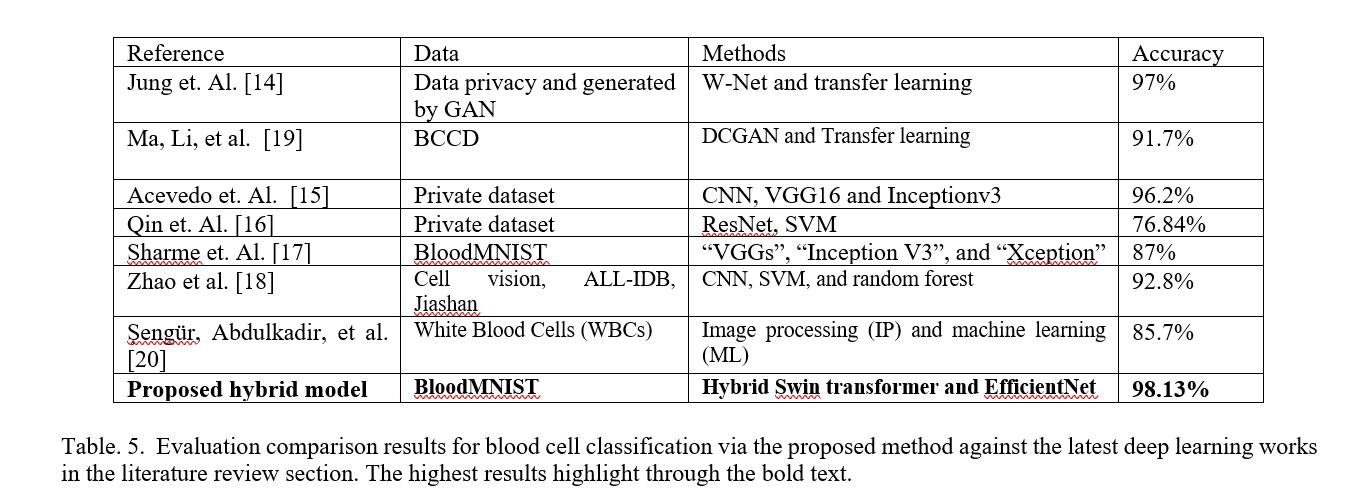 Reference Data Methods Accuracy
Jung et. Al. [14] Data privacy and generated W-Net and transfer learning 97%
by GAN
Ma, Li, et al. [19] BCCD DCGAN and Transfer learning 91.7%
Acevedo et. Al. [15] Private dataset CNN, VGG16 and Inceptionv3 96.2%
Qin et. Al. [16] Private dataset ResNet, SVM 76.84%
Sharme et. Al. [17] BloodMNIST “VGGs”, “Inception V3”, and “Xception” 87%
Zhao et al. [18] Cell vision, ALL-IDB, CNN, SVM, and random forest 92.8%
Jiashan
Şengür, Abdulkadir, et al. White Blood Cells (WBCs) Image processing (IP) and machine learning 85.7%
[20] (ML)
Proposed hybrid model BloodMNIST Hybrid Swin transformer and EfficientNet 98.13%
Table. 5. Evaluation comparison results for blood cell classification via the proposed method against the latest deep learning works
in the literature review section. The highest results highlight through the bold text.